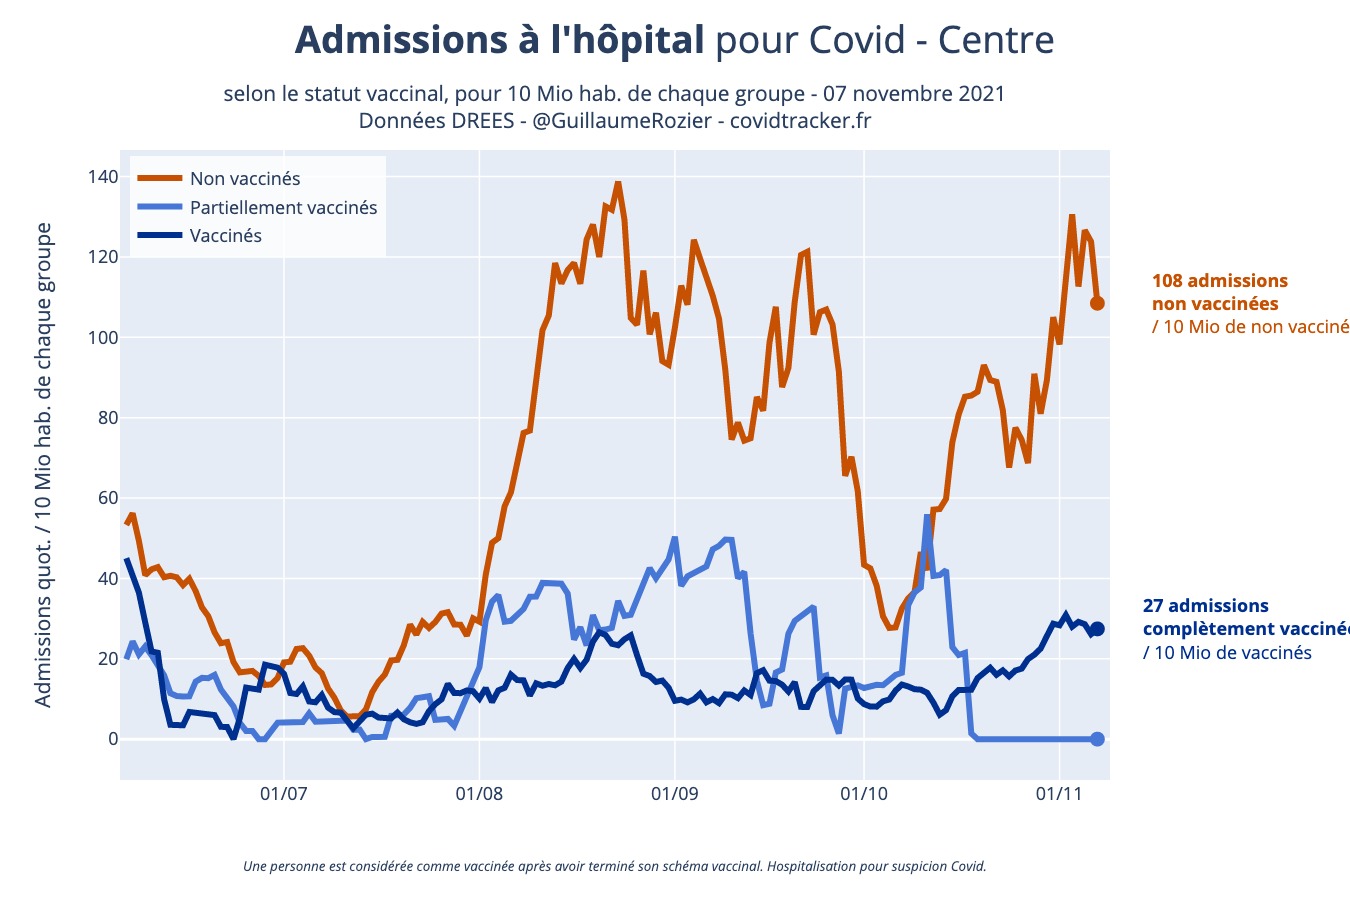 Admissions à l'hôpital pour Covid - Centre
selon le statut vaccinal, pour 10 Mio hab. de chaque groupe - 07 novembre 2021
Données DREES - @GuillaumeRozier - covidtracker.fr
Non vaccinés
Partiellement vaccinés
Vaccinés
Admissions quot. / 10 Mio hab. de chaque groupe
140
120
100
80
60
40
20
0
01/07
01/08
01/09
01/10
01/11
108 admissions
non vaccinées
/ 10 Mio de non vacciné
27 admissions
complètement vacciné
/ 10 Mio de vaccinés
Une personne est considérée comme vaccinée après avoir terminé son schéma vaccinal. Hospitalisation pour suspicion Covid.